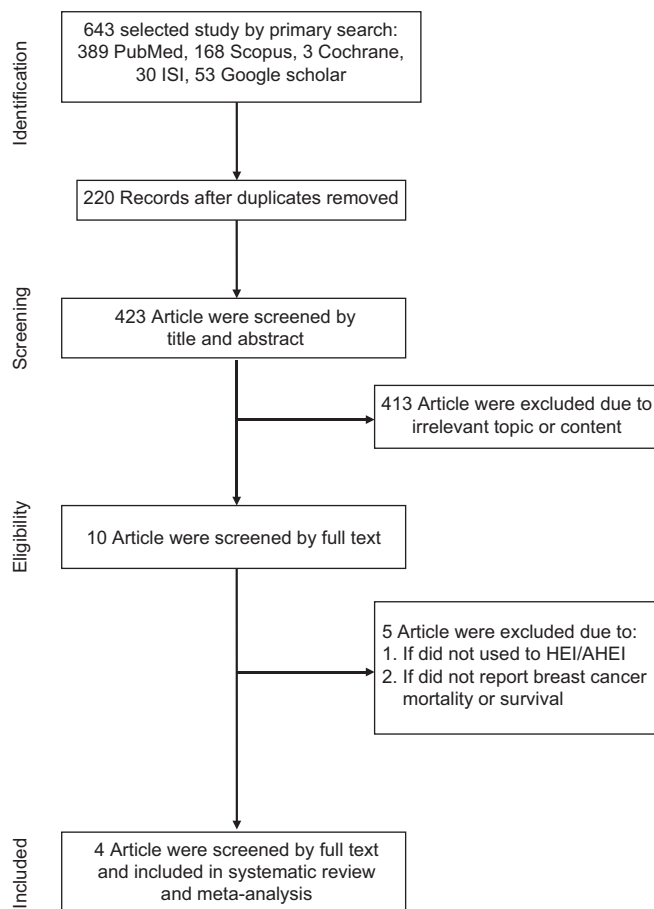 Identification
643 selected study by primary search:
389 PubMed, 168 Scopus, 3 Cochrane,
30 ISI, 53 Google scholar
220 Records after duplicates removed
Screening
423 Article were screened by
title and abstract
413 Article were excluded due to
irrelevant topic or content
Eligibility
10 Article were screened by full text
5 Article were excluded due to:
1. If did not used to HEI/AHEI
2. If did not report breast cancer
mortality or survival
Included
4 Article were screened by full text
and included in systematic review
and meta-analysis